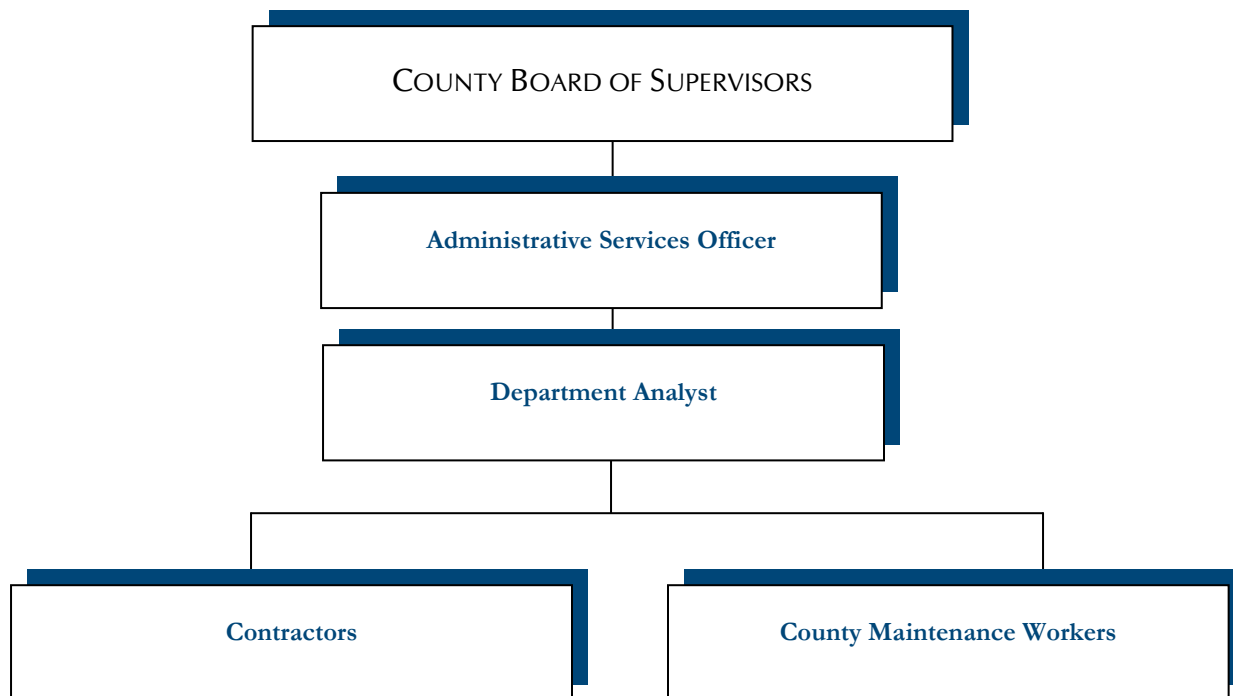 County Board of Supervisors
Administrative Services Officer
Department Analyst
Contractors
County Maintenance Workers